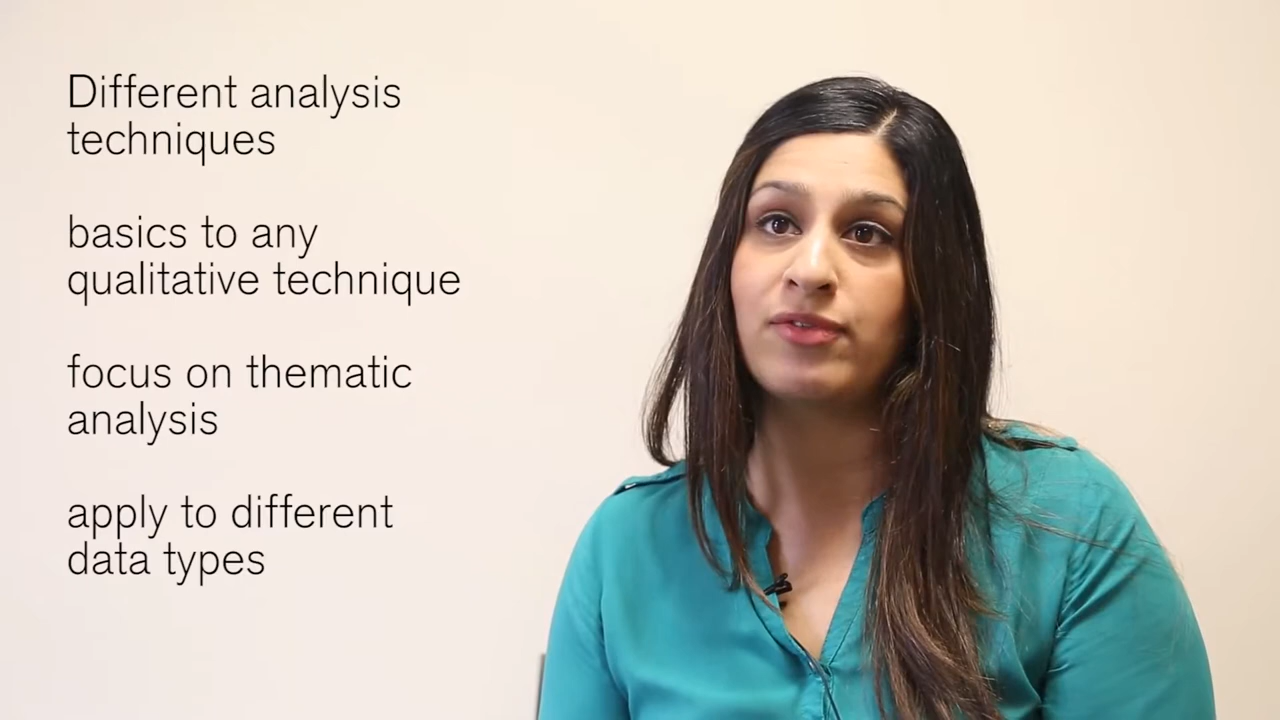 Different analysis
techniques
basics to any
qualitative technique
focus on thematic
analysis
apply to different
data types